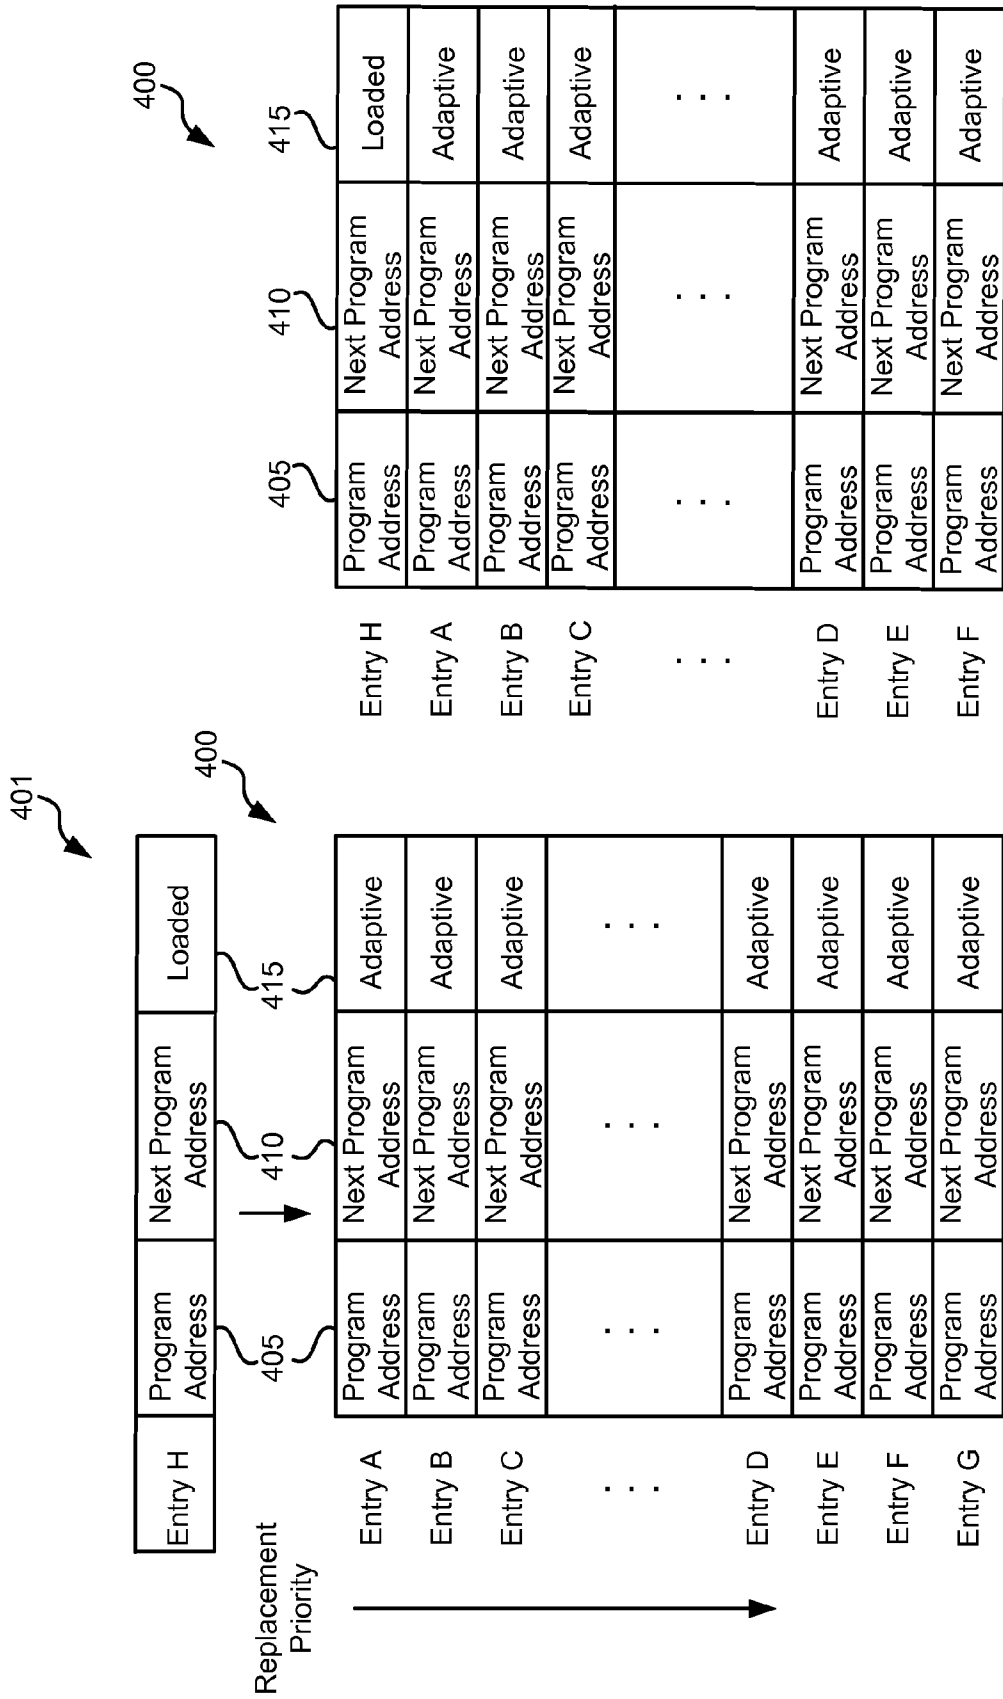 401
Entry H
Program
Address
Next Program
Address
Loaded
405
410
415
400
Replacement
Priority
Entry A
Program
Address
Next Program
Address
Adaptive
Entry B
Program
Address
Next Program
Address
Adaptive
Entry C
Program
Address
Next Program
Address
Adaptive
. . .
. . .
. . .
. . .
Entry D
Program
Address
Next Program
Address
Adaptive
Entry E
Program
Address
Next Program
Address
Adaptive
Entry F
Program
Address
Next Program
Address
Adaptive
Entry G
Program
Address
Next Program
Address
Adaptive
400
405
410
415
Entry H
Program
Address
Next Program
Address
Loaded
Entry A
Program
Address
Next Program
Address
Adaptive
Entry B
Program
Address
Next Program
Address
Adaptive
Entry C
Program
Address
Next Program
Address
Adaptive
. . .
. . .
. . .
. . .
Entry D
Program
Address
Next Program
Address
Adaptive
Entry E
Program
Address
Next Program
Address
Adaptive
Entry F
Program
Address
Next Program
Address
Adaptive